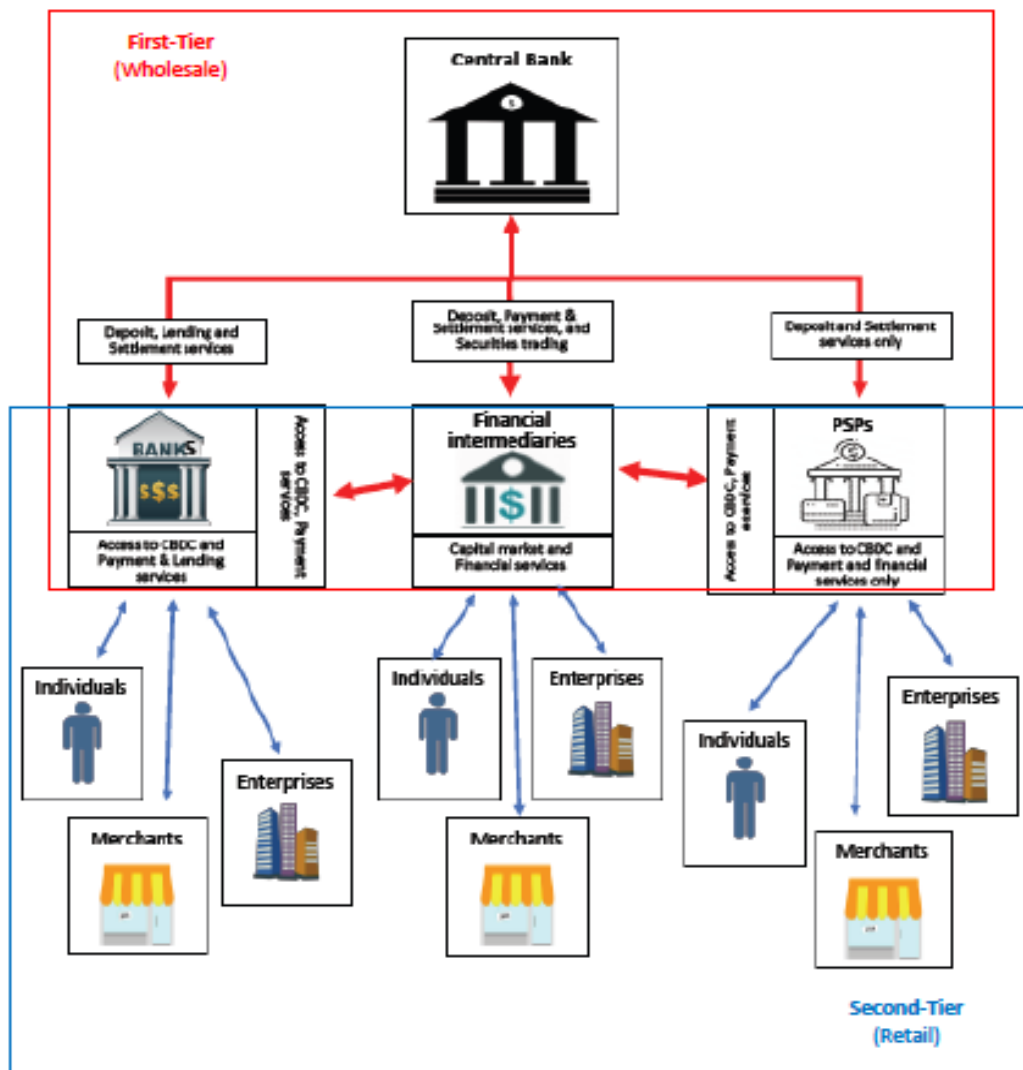 First-Tier
(Wholesale)
Central Bank
Deposit, Lending and
Settlement services
Deposit, Payment &
Settlement services, and
Securities trading
Deposit and Settlement
services only
BANKS
$$$
Access to CBDC, Payment
services
Access to CBDC and
Payment & Lending
services
Financial
intermediaries
$
Capital market and
Financial services
Access to CBDC, Payment
eservices
PSPs
Access to CBDC and
Payment and financial
services only
Individuals
Merchants
Enterprises
Individuals
Enterprises
Merchants
Individuals
Enterprises
Merchants
Second-Tier
(Retail)